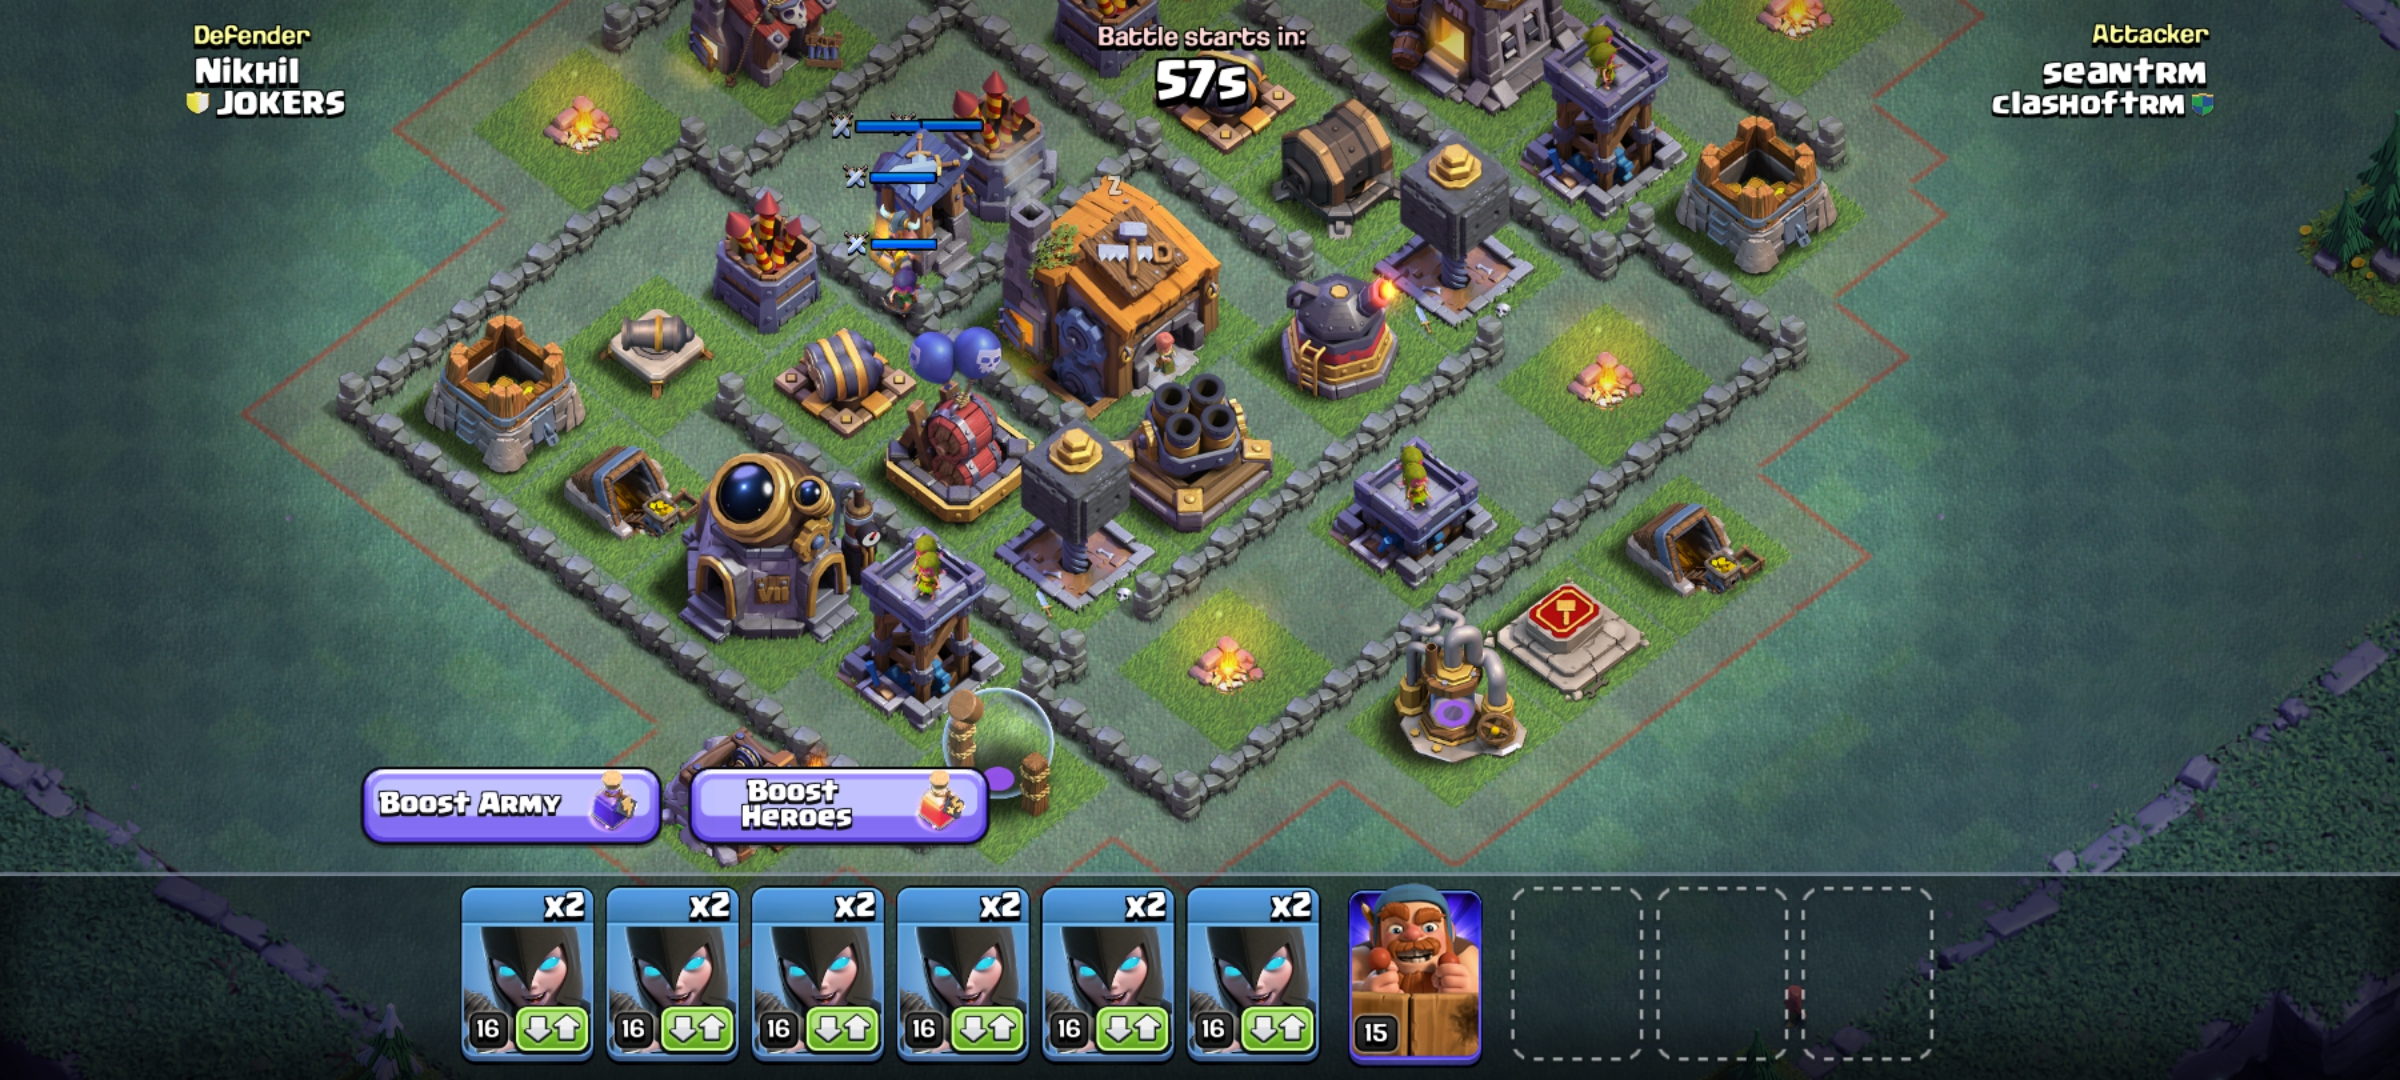 Defender
Nikhil
JOKERS
Battle starts in:
57s
Attacker
seantrm
clashoftrm
Z
VII
Boost Army
Boost
Heroes
x2
x2
x2
x2
x2
x2
16
16
16
16
16
16
15